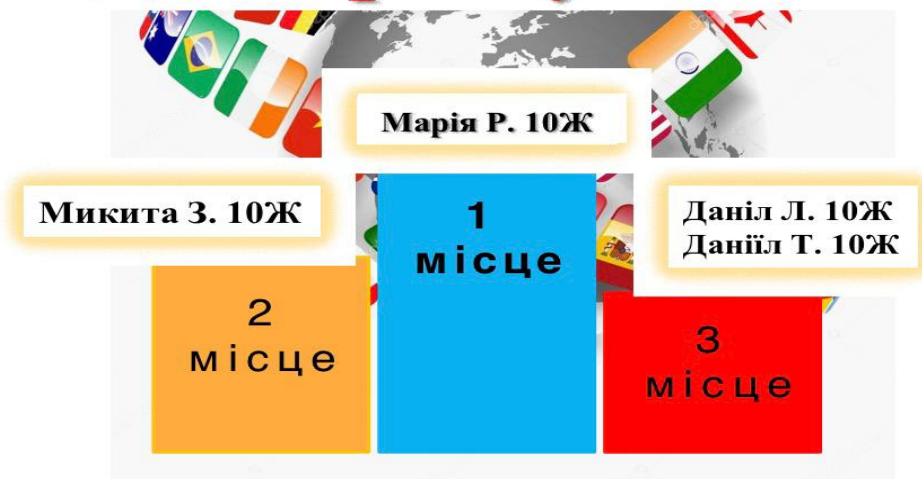 Марія Р. 10Ж
Микита З. 10Ж
1
місце
Даніл Л. 10Ж
Даніїл Т. 10Ж
2
місце
3
місце